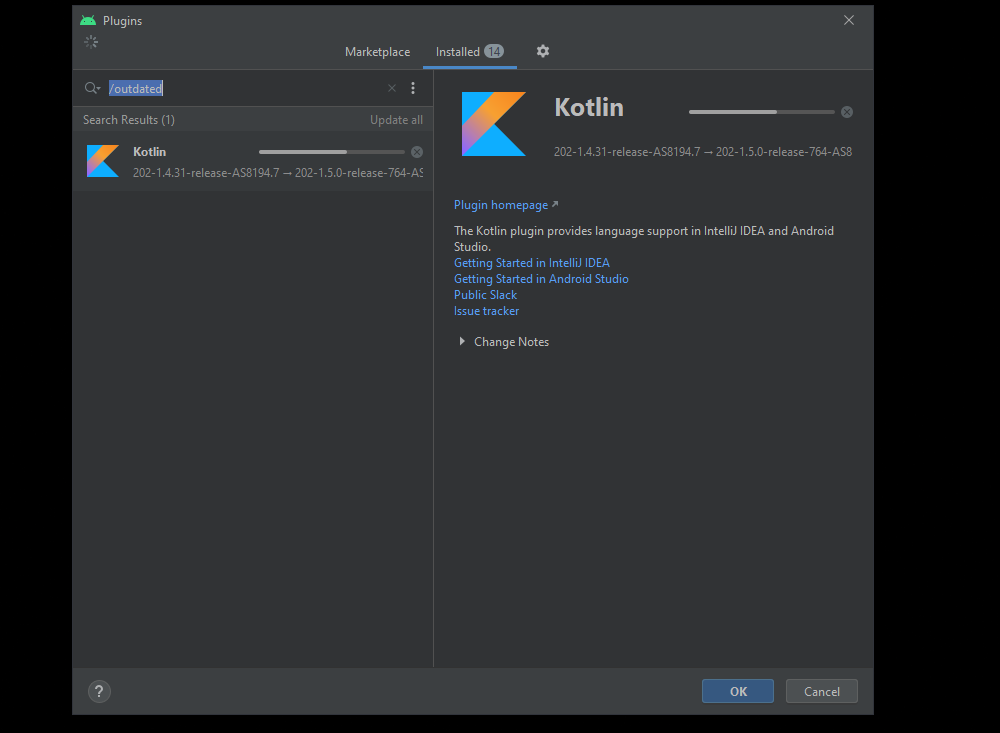 Plugins
Marketplace
Installed 14
/outdated
Search Results (1)
Update all
Kotlin
202-1.4.31-release-AS8194.7 → 202-1.5.0-release-764-AS
Kotlin
202-1.4.31-release-AS8194.7 → 202-1.5.0-release-764-AS8
Plugin homepage ↗
The Kotlin plugin provides language support in IntelliJ IDEA and Android
Studio.
Getting Started in IntelliJ IDEA
Getting Started in Android Studio
Public Slack
Issue tracker
Change Notes
?
OK
Cancel